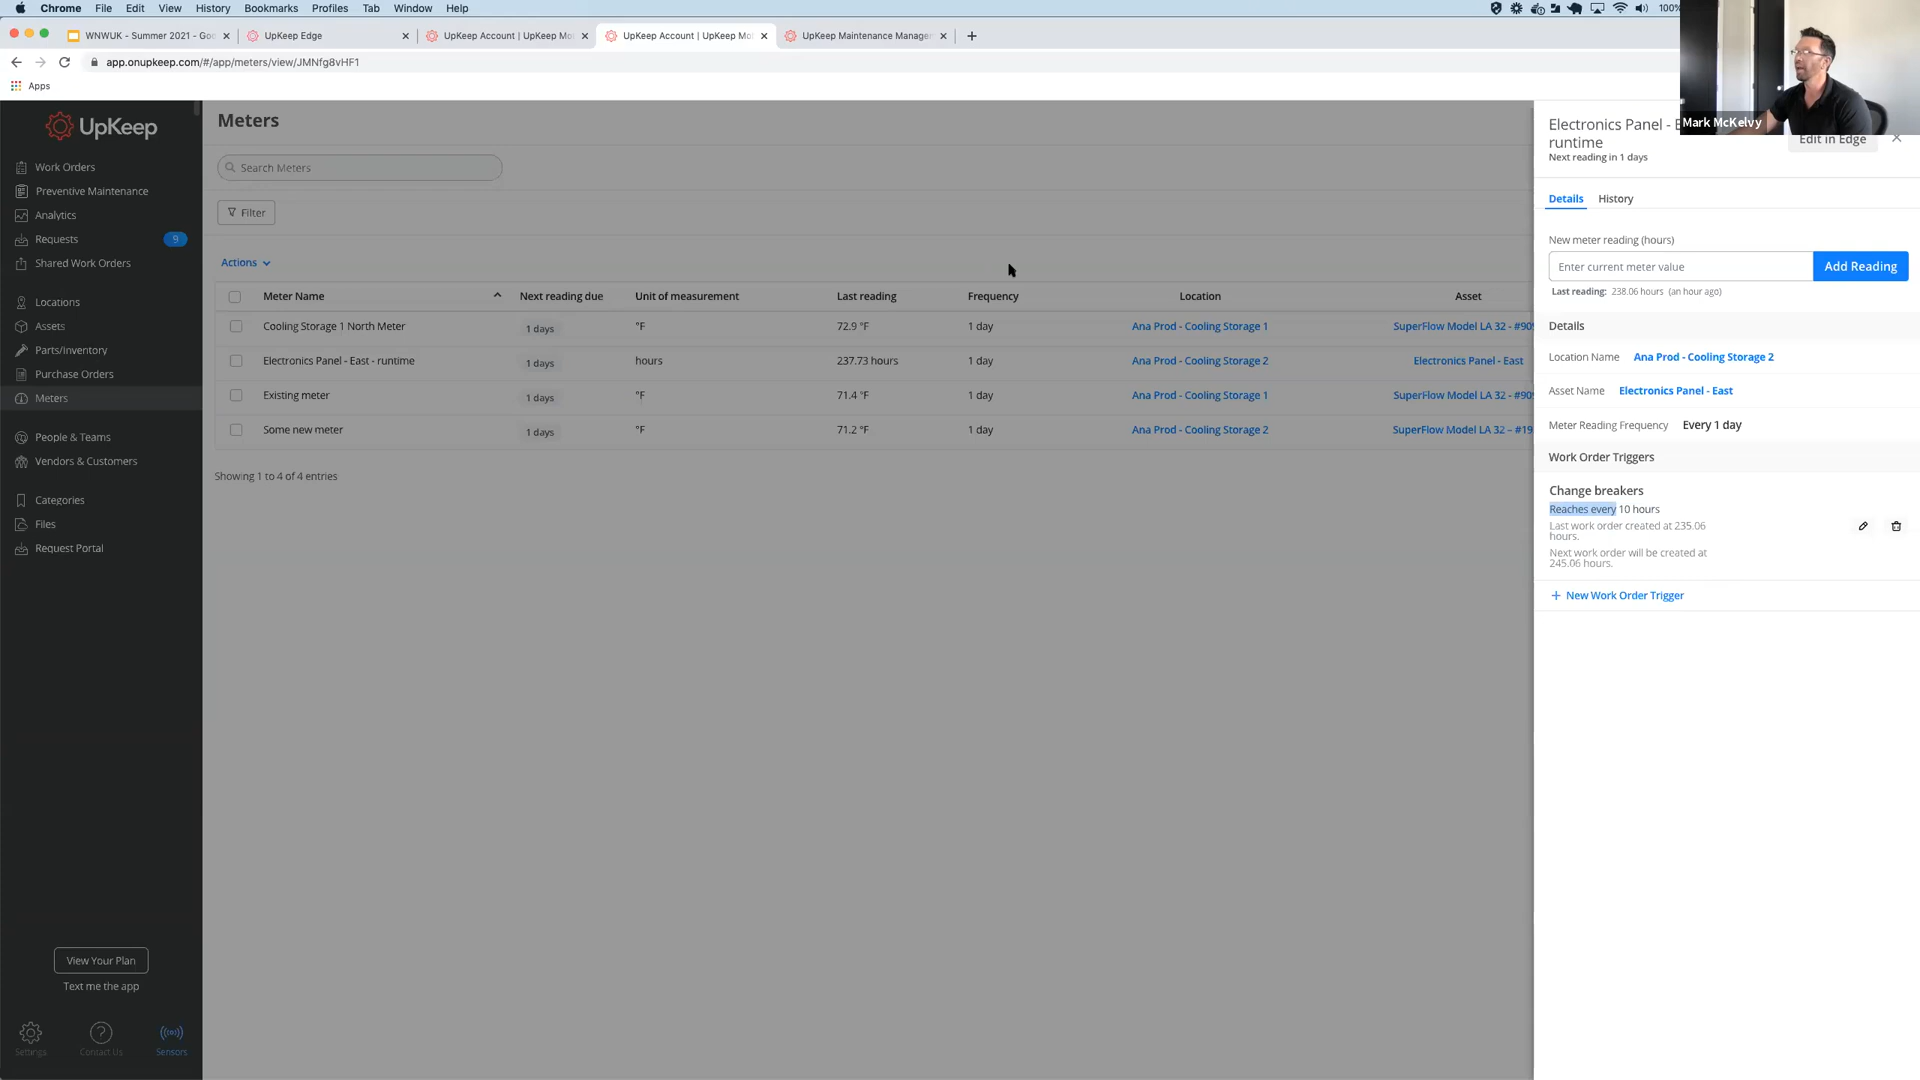 Chrome File Edit View History Bookmarks Profiles Tab Window Help 100%
WNWUK - Summer 2021 - Goo
UpKeep Edge
UpKeep Account | UpKeep Mo
UpKeep Account | UpKeep Mo
UpKeep Maintenance Manager
app.onupkeep.com/#/app/meters/view/JMNfg8vHF1
Apps
UpKeep
Work Orders
Preventive Maintenance
Analytics
Requests 9
Shared Work Orders
Locations
Assets
Parts/Inventory
Purchase Orders
Meters
People & Teams
Vendors & Customers
Categories
Files
Request Portal
View Your Plan
Text me the app
Settings Contact Us Sensors
Meters
Search Meters
Filter
Actions
Meter Name Next reading due Unit of measurement Last reading Frequency Location Asset
Cooling Storage 1 North Meter 1 days °F 72.9 °F 1 day Ana Prod - Cooling Storage 1 SuperFlow Model LA 32 - #909
Electronics Panel - East - runtime 1 days hours 237.73 hours 1 day Ana Prod - Cooling Storage 2 Electronics Panel - East
Existing meter 1 days °F 71.4 °F 1 day Ana Prod - Cooling Storage 1 SuperFlow Model LA 32 - #909
Some new meter 1 days °F 71.2 °F 1 day Ana Prod - Cooling Storage 2 SuperFlow Model LA 32 – #19
Showing 1 to 4 of 4 entries
Mark McKelvy
Electronics Panel - E
runtime
Next reading in 1 days
Edit in Edge
Details History
New meter reading (hours)
Enter current meter value
Add Reading
Last reading: 238.06 hours (an hour ago)
Details
Location Name Ana Prod - Cooling Storage 2
Asset Name Electronics Panel - East
Meter Reading Frequency Every 1 day
Work Order Triggers
Change breakers
Reaches every 10 hours
Last work order created at 235.06
hours.
Next work order will be created at
245.06 hours.
+ New Work Order Trigger